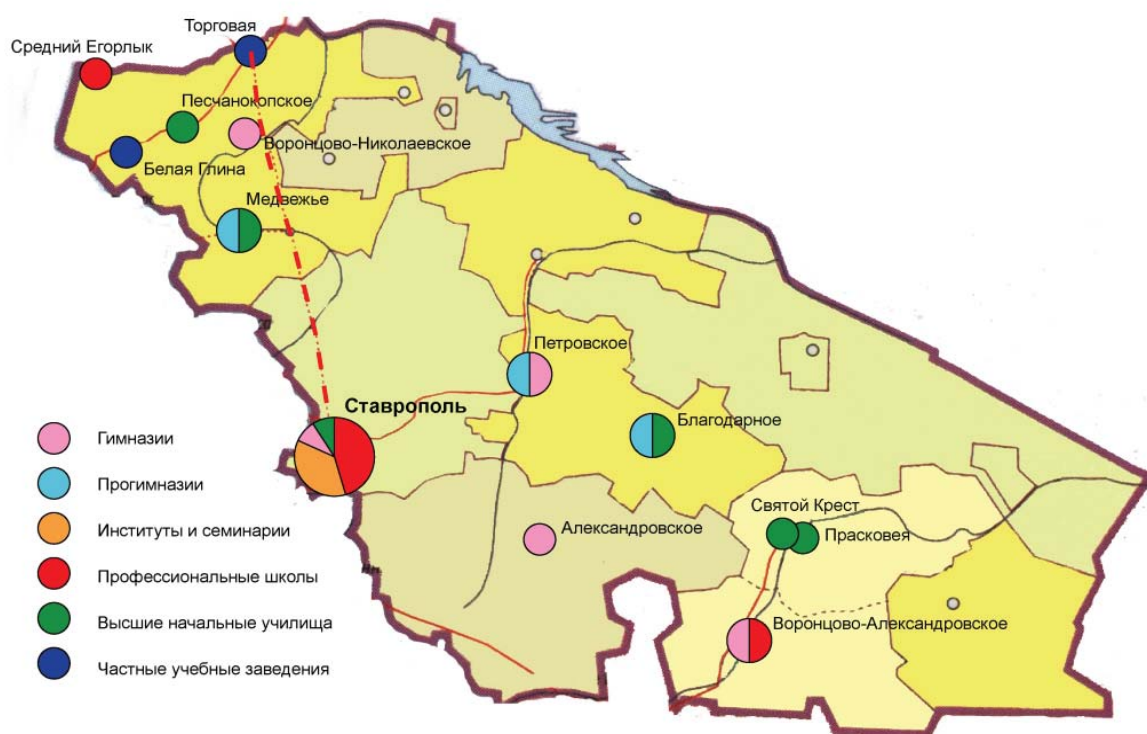 Торговая
Средний Егорлык
Песчанокопское
Воронцово-Николаевское
Белая Глина
Медвежье
Петровское
Ставрополь
Благодарное
Святой Крест
Александровское
Прасковея
Воронцово-Александровское
Гимназии
Прогимназии
Институты и семинарии
Профессиональные школы
Высшие начальные училища
Частные учебные заведения